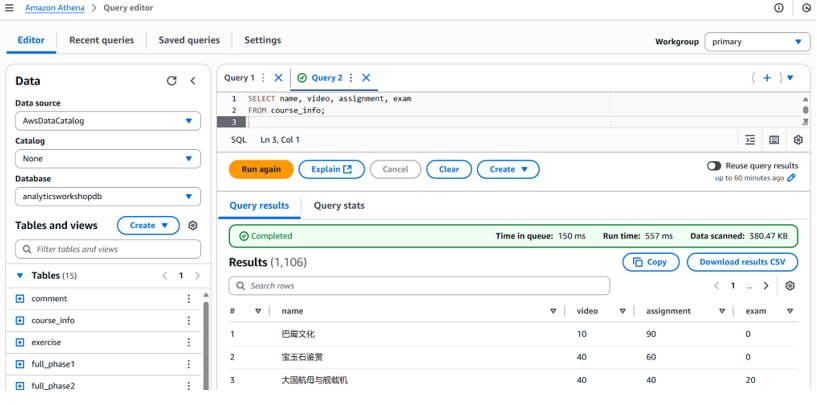 Amazon Athena > Query editor
Editor Recent queries Saved queries Settings Workgroup primary
Data
Data source
AwsDataCatalog
Catalog
None
Database
analyticsworkshopdb
Tables and views Create
Filter tables and views
Tables (15) 1
comment
course_info
exercise
full_phase1
full_phase2
Query 1 Query 2
1 SELECT name, video, assignment, exam
2 FROM course_info;
3
SQL Ln 3, Col 1
Run again Explain Cancel Clear Create Reuse query results
up to 60 minutes ago
Query results Query stats
Completed Time in queue: 150 ms Run time: 557 ms Data scanned: 380.47 KB
Results (1,106) Copy Download results CSV
Search rows 1 ...
# name video assignment exam
1 巴蜀文化 10 90 0
2 宝玉石鉴赏 40 60 0
3 大国航母与舰载机 40 40 20